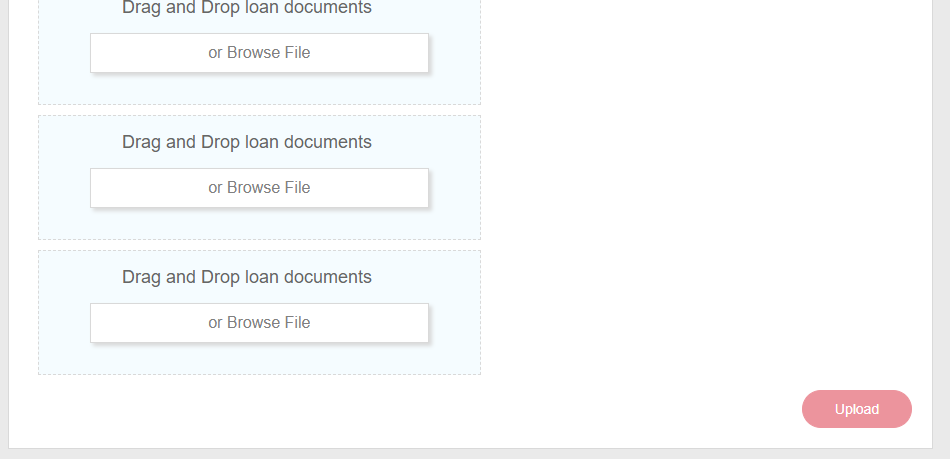 Drag and Drop loan documents
or Browse File
Drag and Drop loan documents
or Browse File
Drag and Drop loan documents
or Browse File
Upload